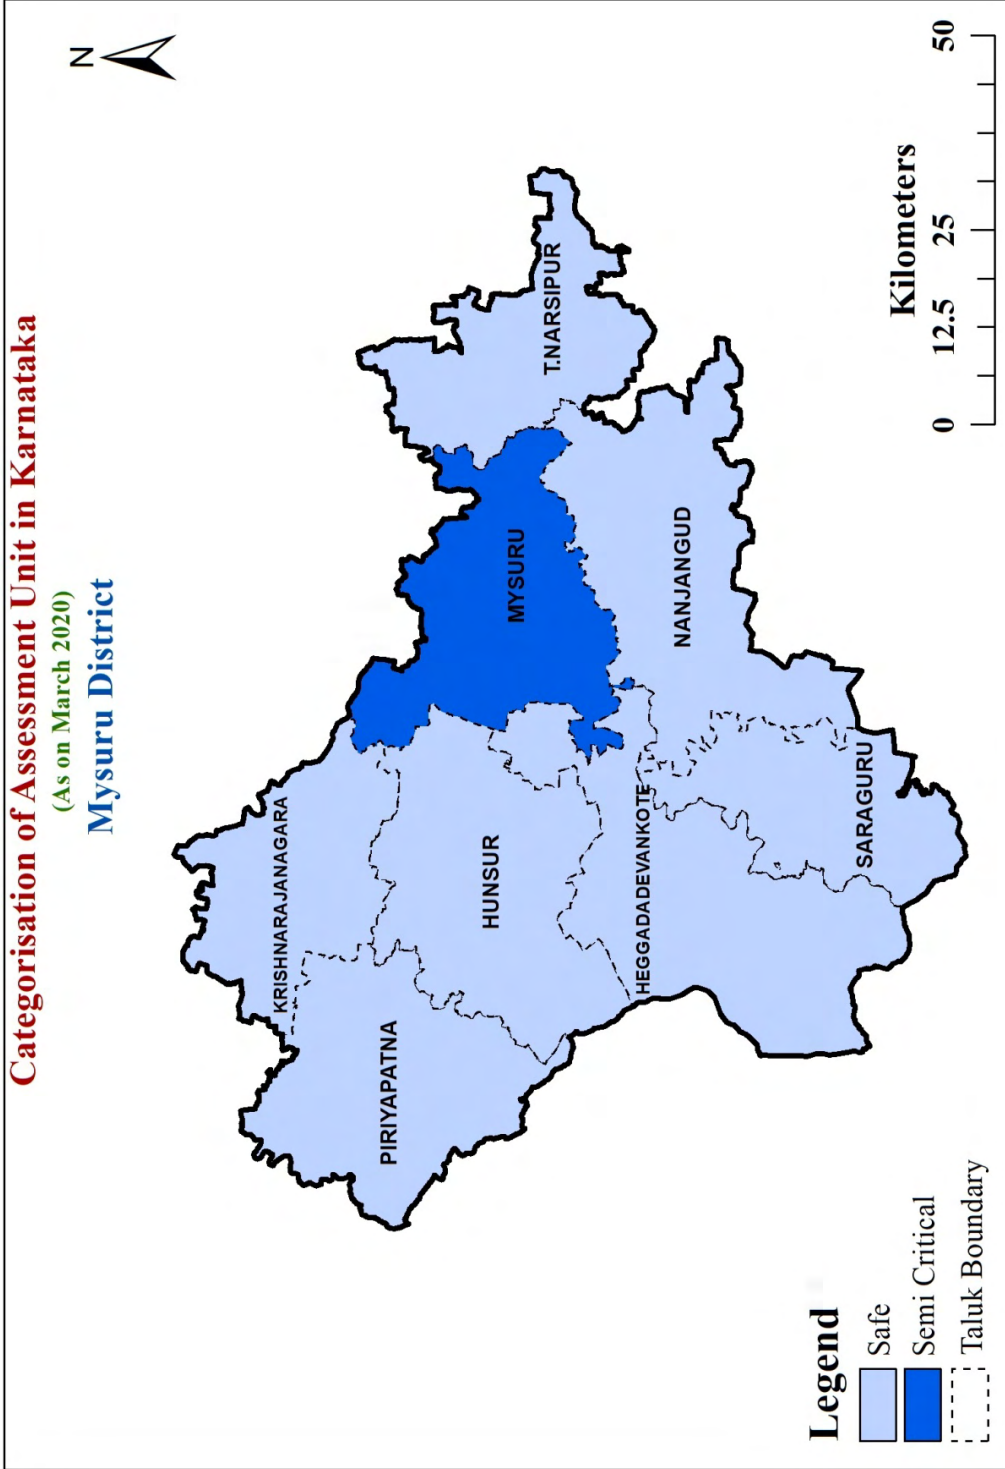 Categorisation of Assessment Unit in Karnataka
(As on March 2020)
Mysuru District
N
KRISHNARAJANAGARA
PIRIYAPATNA
HUNSUR
MYSURU
T.NARSIPUR
HEGGADADEVANKOTE
NANJANGUD
SARAGURU
Legend
Safe
Semi Critical
Taluk Boundary
Kilometers
0 12.5 25 50